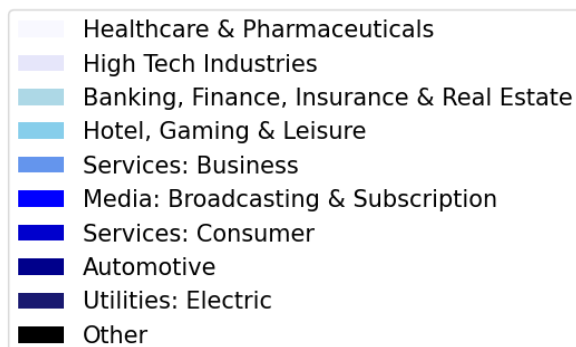 Healthcare & Pharmaceuticals
High Tech Industries
Banking, Finance, Insurance & Real Estate
Hotel, Gaming & Leisure
Services: Business
Media: Broadcasting & Subscription
Services: Consumer
Automotive
Utilities: Electric
Other